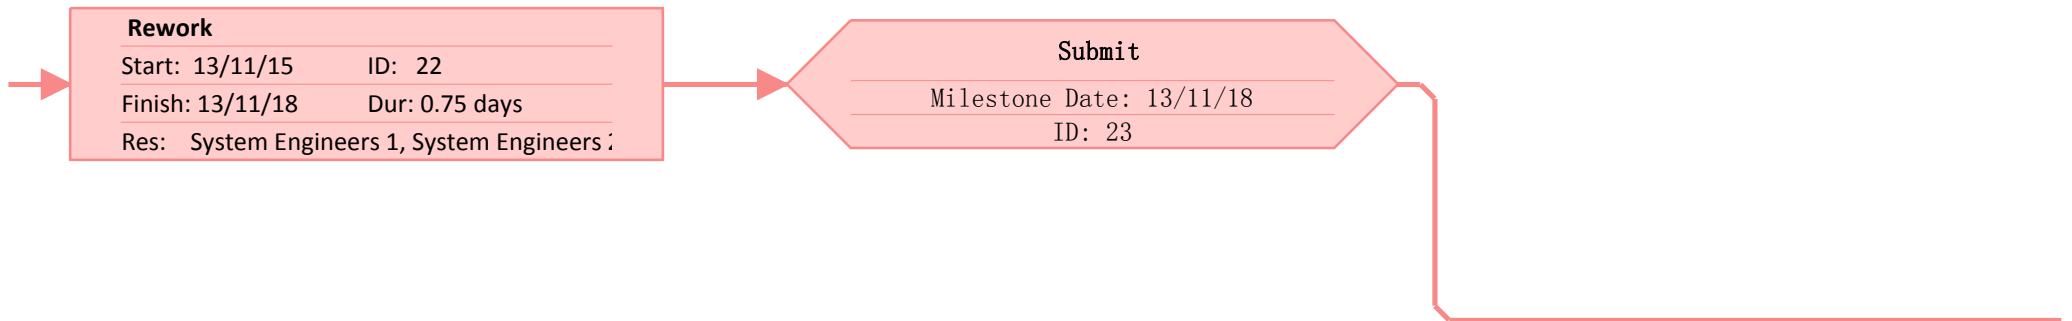 Rework
Start: 13/11/15 ID: 22
Finish: 13/11/18 Dur: 0.75 days
Res: System Engineers 1, System Engineers
Submit
Milestone Date: 13/11/18
ID: 23